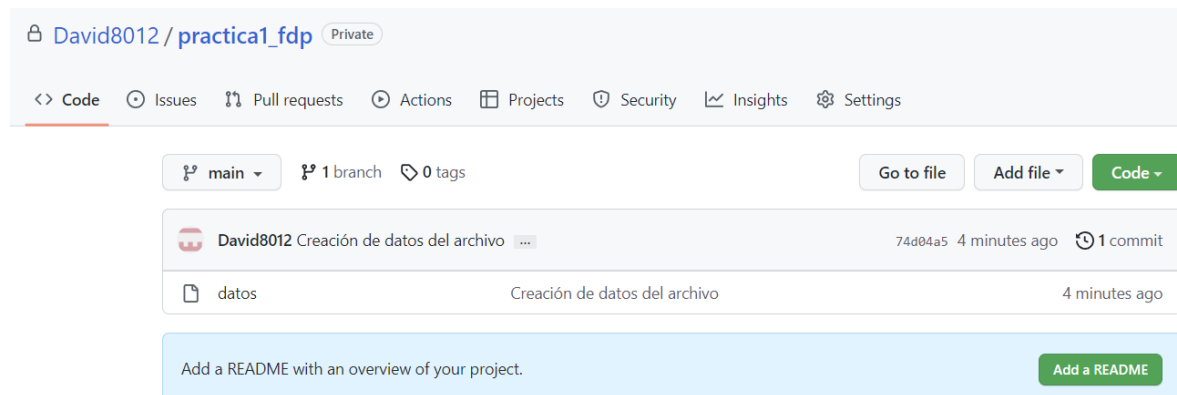 David8012 / practica1_fdp Private
<> Code Issues Pull requests Actions Projects Security Insights Settings
main 1 branch 0 tags Go to file Add file Code
David8012 Creación de datos del archivo ... 74d04a5 4 minutes ago 1 commit
datos Creación de datos del archivo 4 minutes ago
Add a README with an overview of your project. Add a README